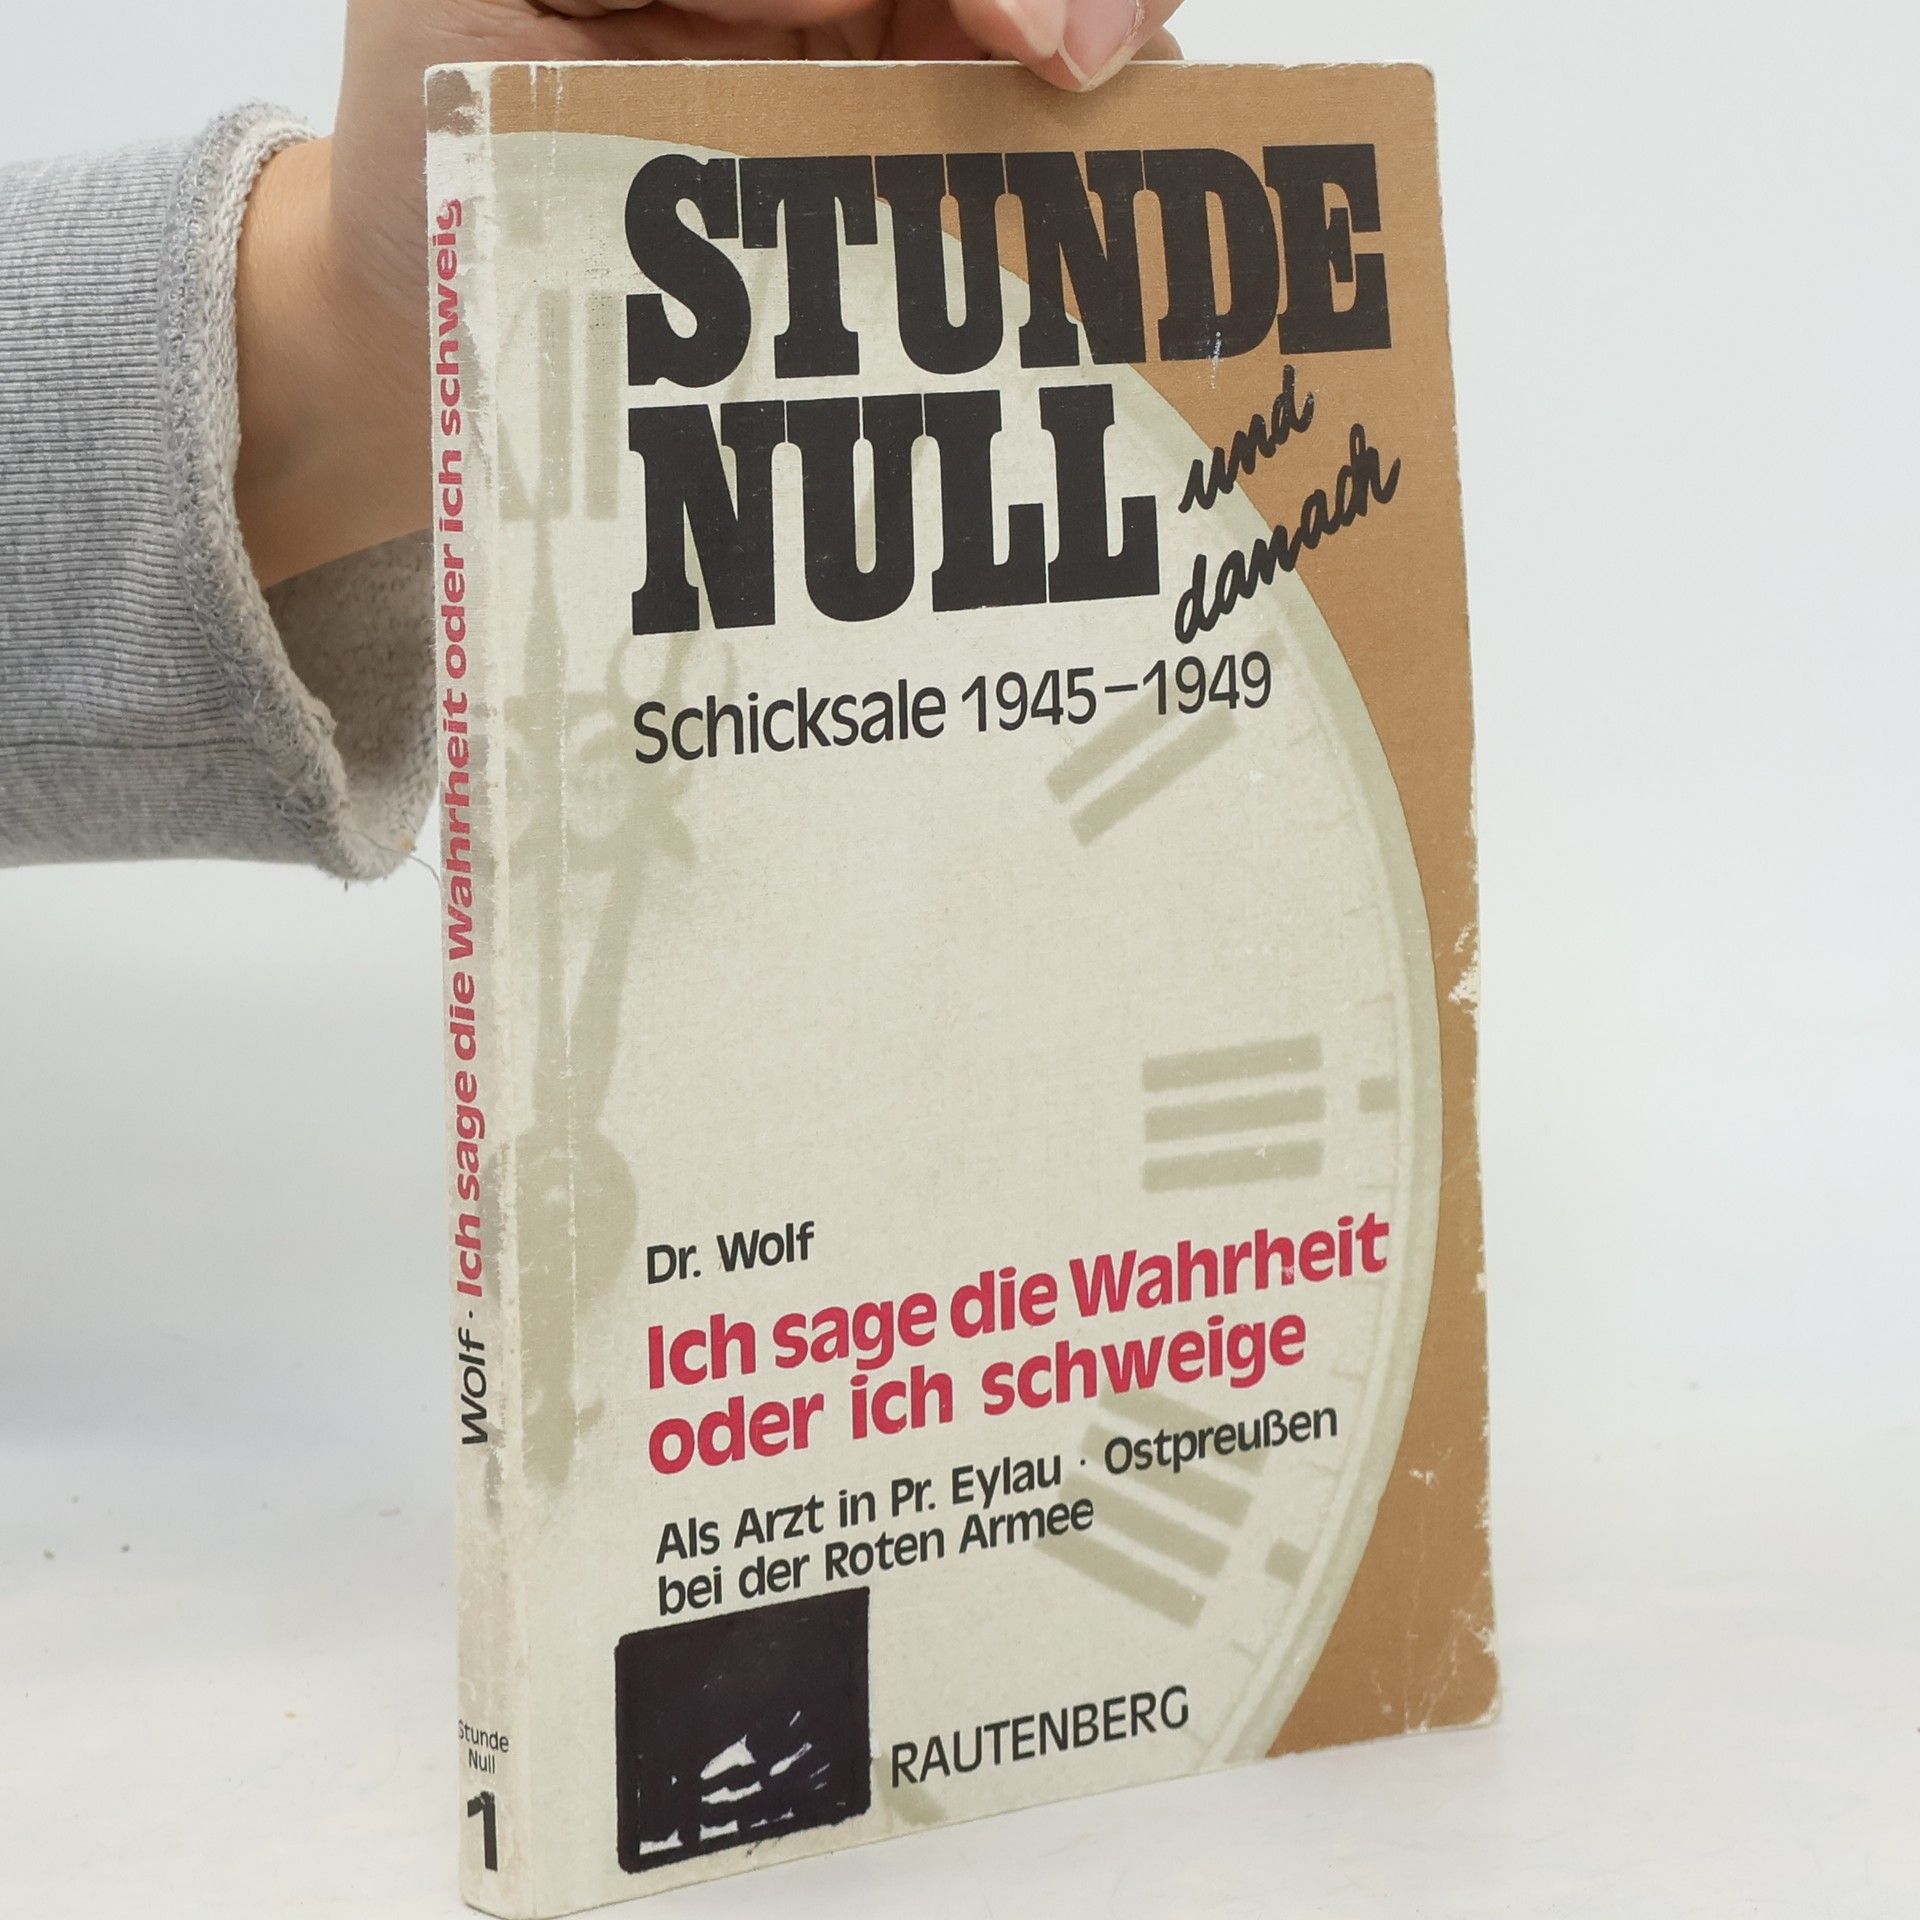 STUNDE
NULL
und
danach
Schicksale 1945–1949
Dr. Wolf
Ich sage die Wahrheit
oder ich schweige
Als Arzt in Pr. Eylau · Ostpreußen
bei der Roten Armee
RAUTENBERG
Wolf · Ich sage die Wahrheit oder ich schweig
Stunde
Null
1